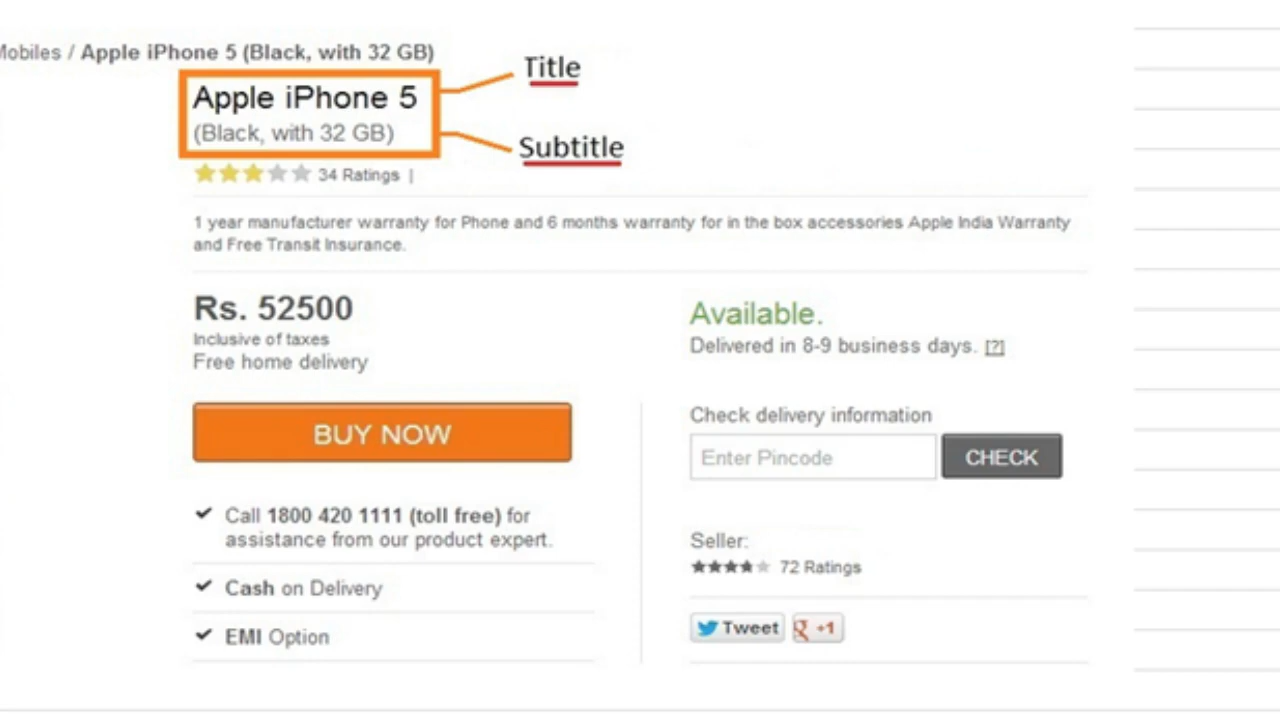 Mobiles / Apple iPhone 5 (Black, with 32 GB)
Title
Apple iPhone 5
(Black, with 32 GB)
Subtitle
34 Ratings |
1 year manufacturer warranty for Phone and 6 months warranty for in the box accessories Apple India Warranty
and Free Transit Insurance.
Rs. 52500
Inclusive of taxes
Free home delivery
Available.
Delivered in 8-9 business days. [?]
BUY NOW
Check delivery information
Enter Pincode
CHECK
Call 1800 420 1111 (toll free) for
assistance from our product expert.
Cash on Delivery
EMI Option
Seller:
72 Ratings
Tweet
g +1